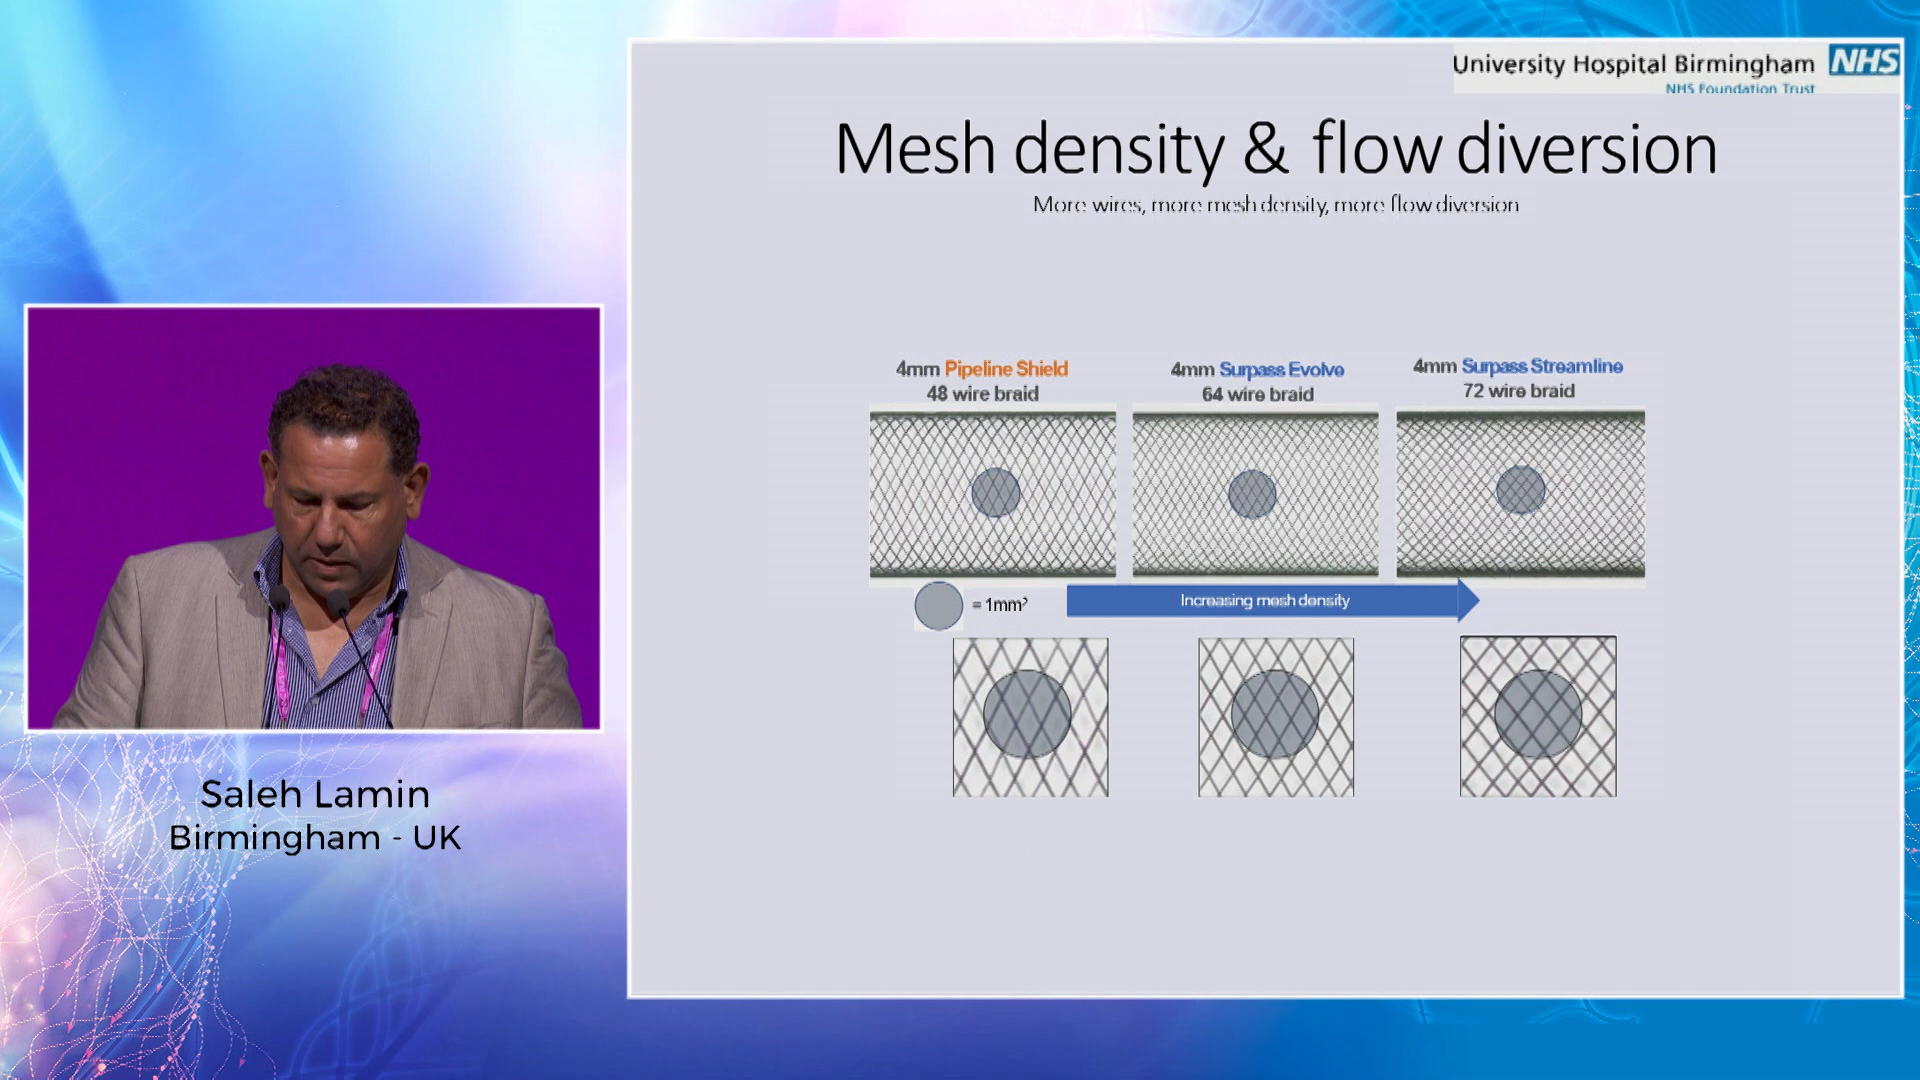 University Hospital Birmingham NHS
NHS Foundation Trust
Mesh density & flow diversion
More wires, more mesh density, more flow diversion
4mm Pipeline Shield
48 wire braid
4mm Surpass Evolve
64 wire braid
4mm Surpass Streamline
72 wire braid
= 1mm²
Increasing mesh density
Saleh Lamin
Birmingham - UK